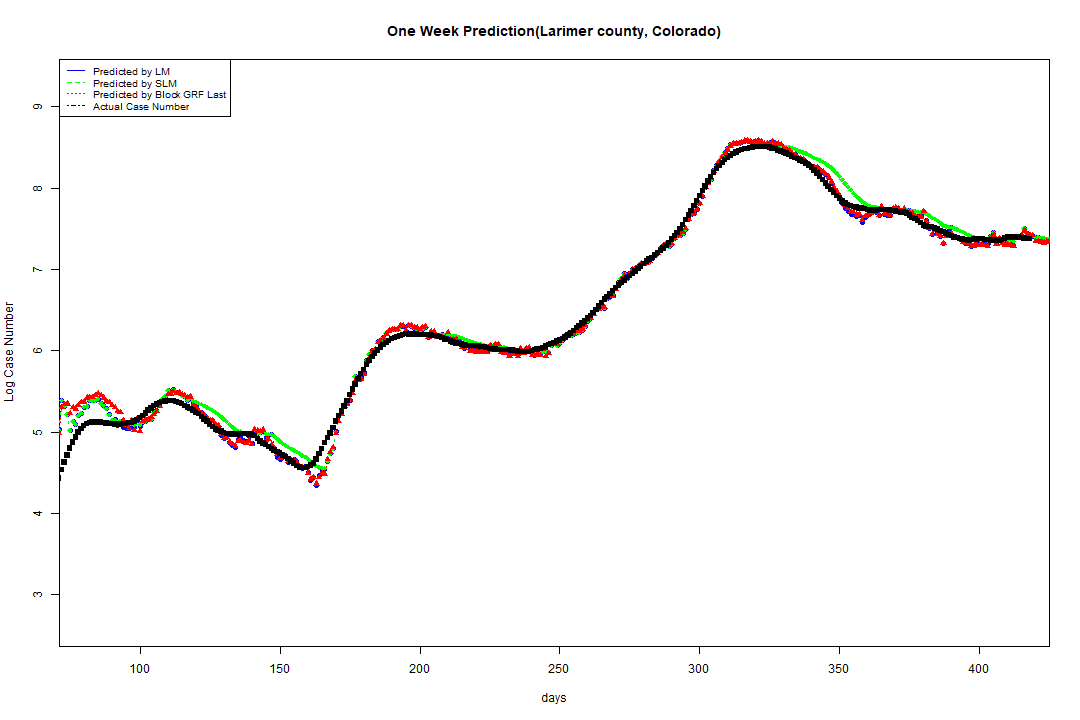 One Week Prediction(Larimer county, Colorado)
Predicted by LM
Predicted by SLM
Predicted by Block GRF Last
Actual Case Number
Log Case Number
9
8
7
6
5
4
3
100 150 200 250 300 350 400
days